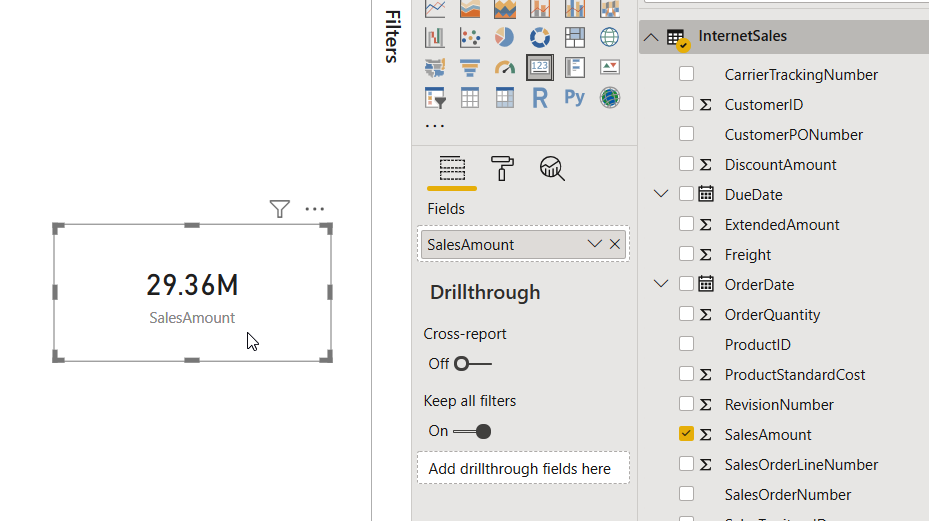 29.36M
SalesAmount
Filters
123
R
Py
...
Fields
SalesAmount
Drillthrough
Cross-report
Off
Keep all filters
On
Add drillthrough fields here
InternetSales
CarrierTrackingNumber
Σ CustomerID
CustomerPONumber
Σ DiscountAmount
DueDate
Σ ExtendedAmount
Σ Freight
OrderDate
Σ OrderQuantity
ProductID
Σ ProductStandardCost
Σ RevisionNumber
Σ SalesAmount
Σ SalesOrderLineNumber
SalesOrderNumber